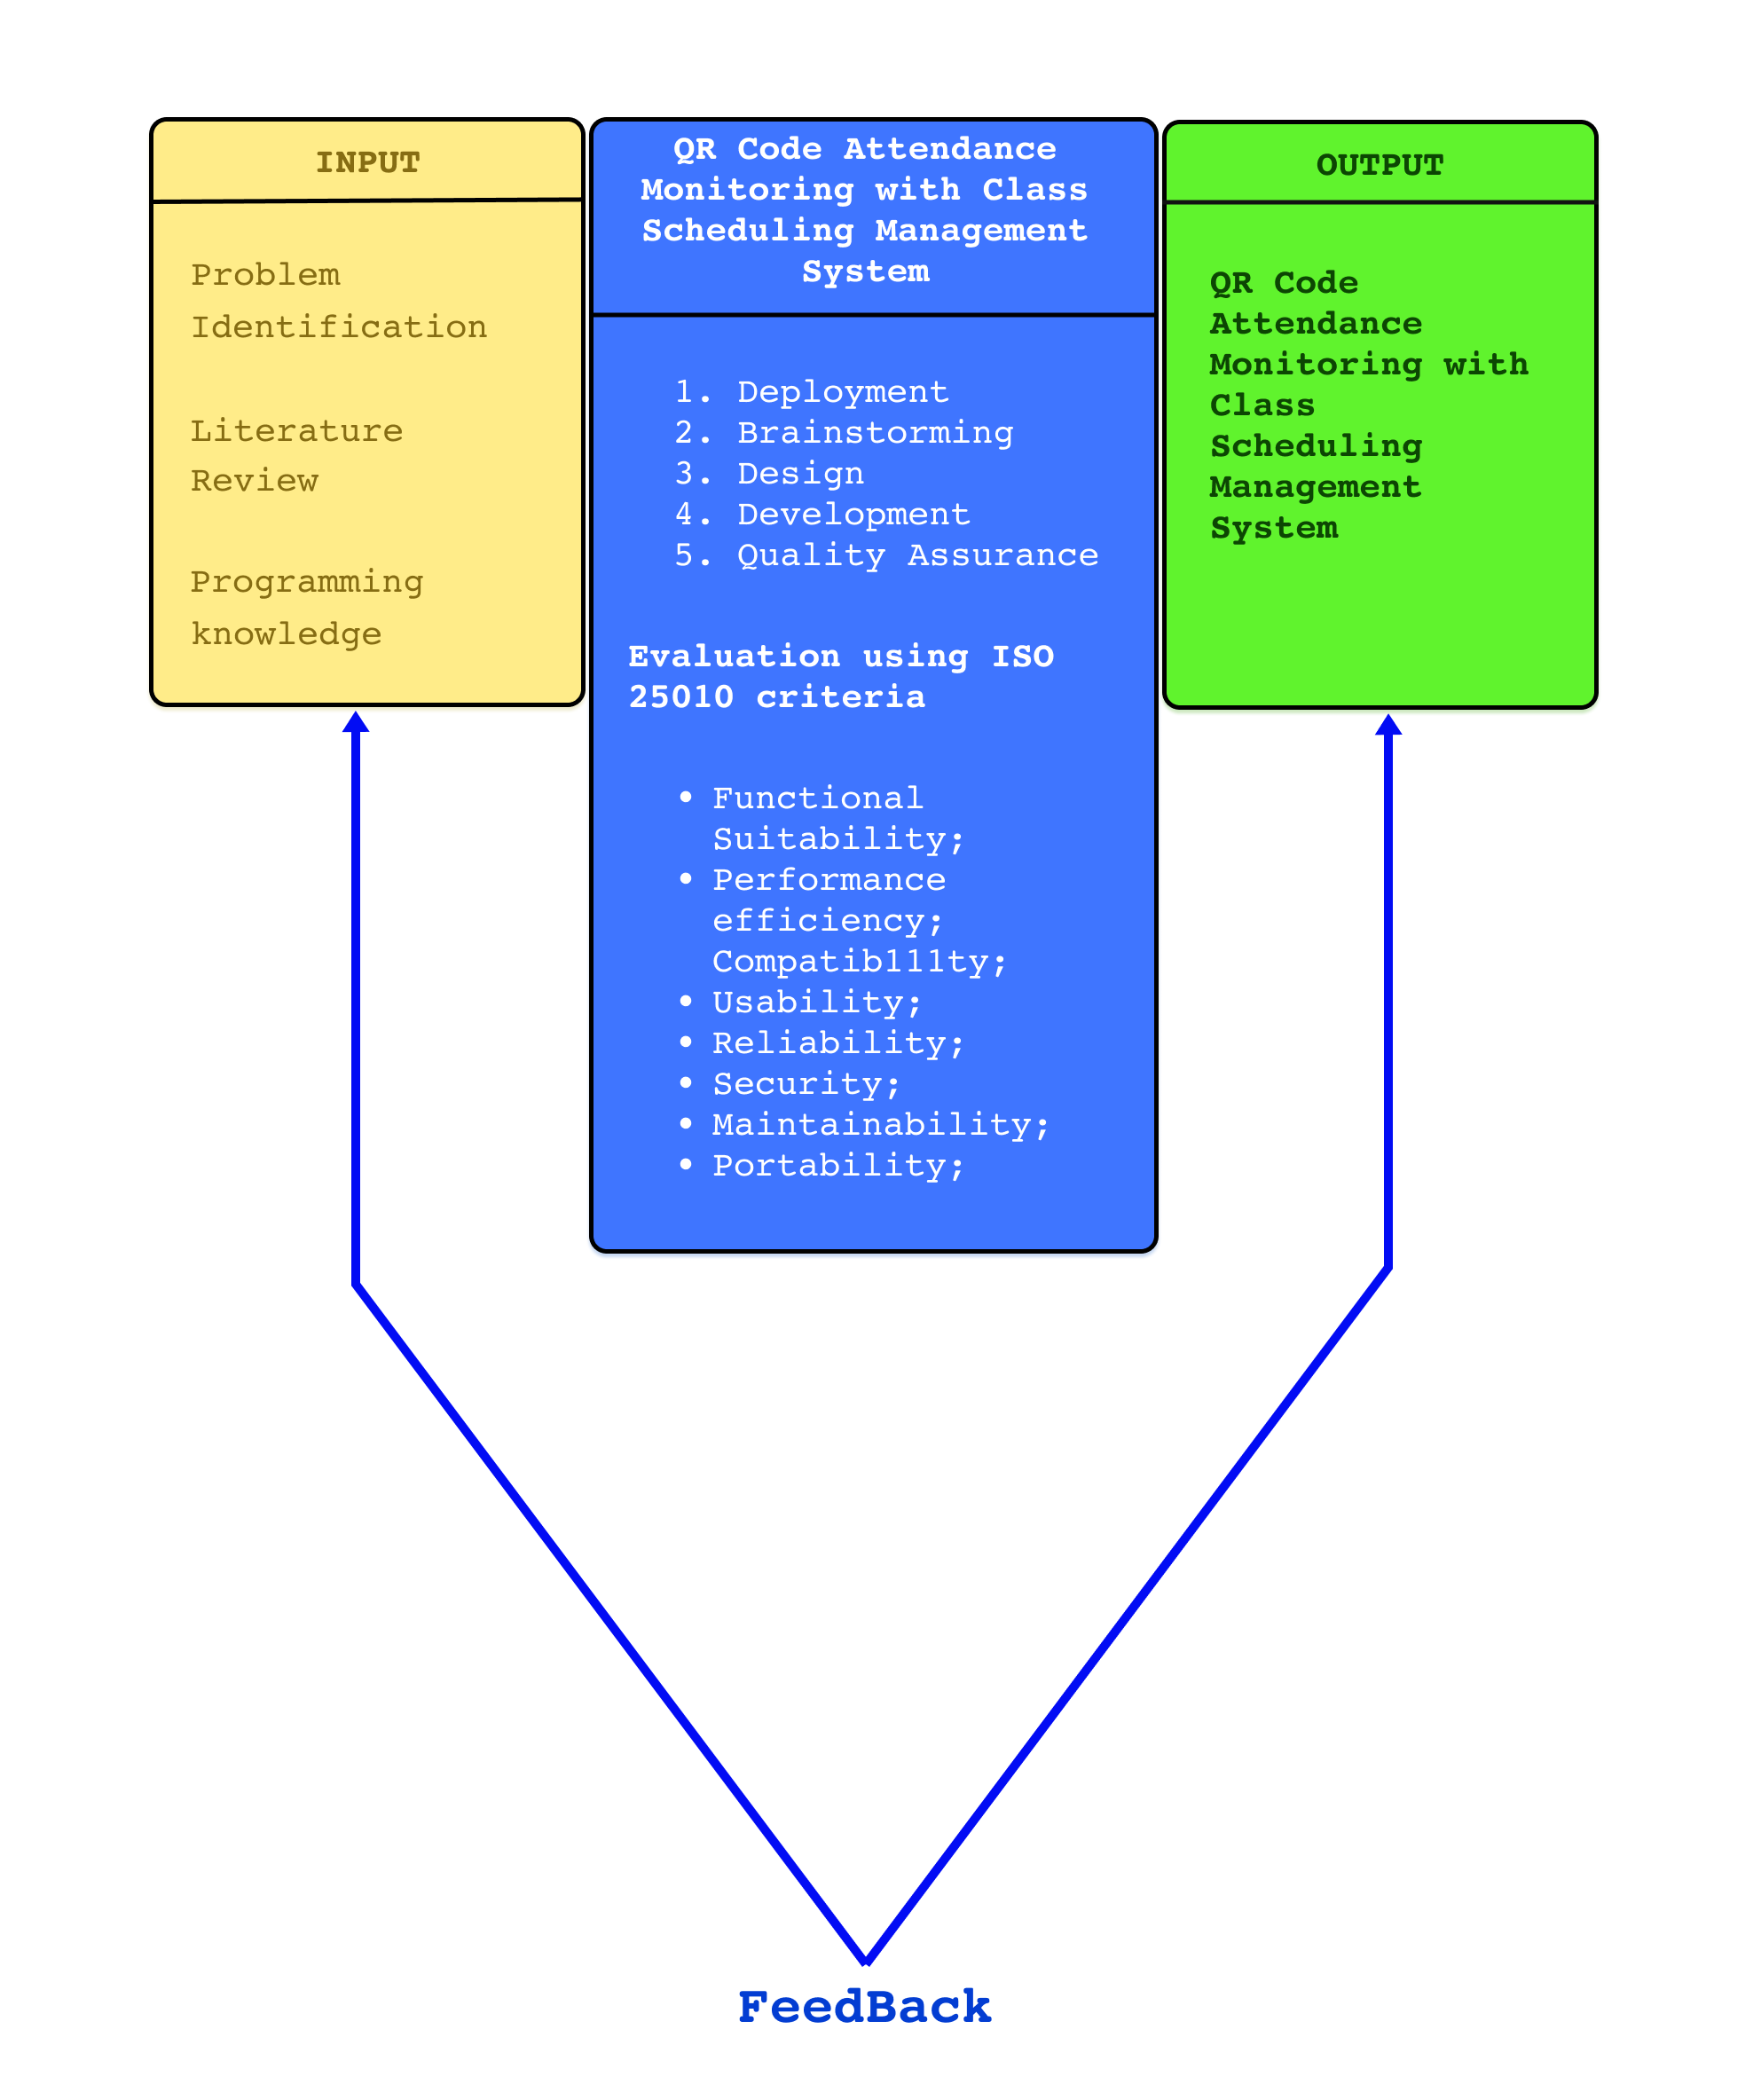 INPUT
Problem
Identification
Literature
Review
Programming
knowledge
QR Code Attendance
Monitoring with Class
Scheduling Management
System
1. Deployment
2. Brainstorming
3. Design
4. Development
5. Quality Assurance
Evaluation using ISO
25010 criteria
• Functional
Suitability;
• Performance
efficiency;
Compatib111ty;
• Usability;
• Reliability;
• Security;
• Maintainability;
• Portability;
OUTPUT
QR Code
Attendance
Monitoring with
Class
Scheduling
Management
System
FeedBack